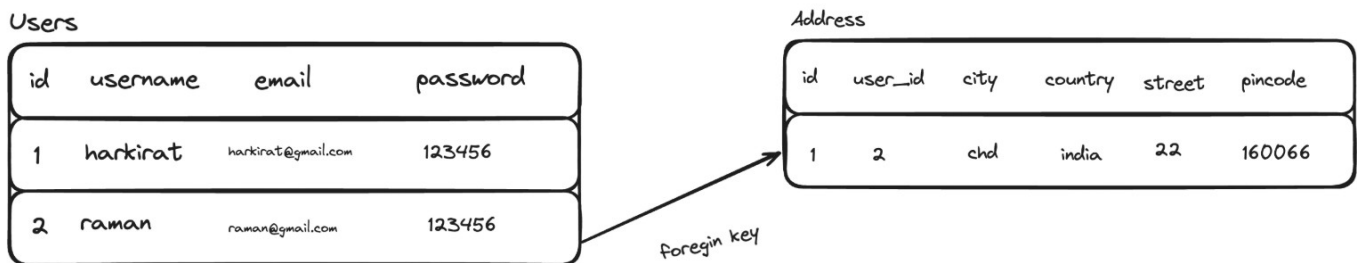 Users
id username email password
1 harkirat harkirat@gmail.com 123456
2 raman raman@gmail.com 123456
foregin key
Address
id user_id city country street pincode
1 2 chd india 22 160066